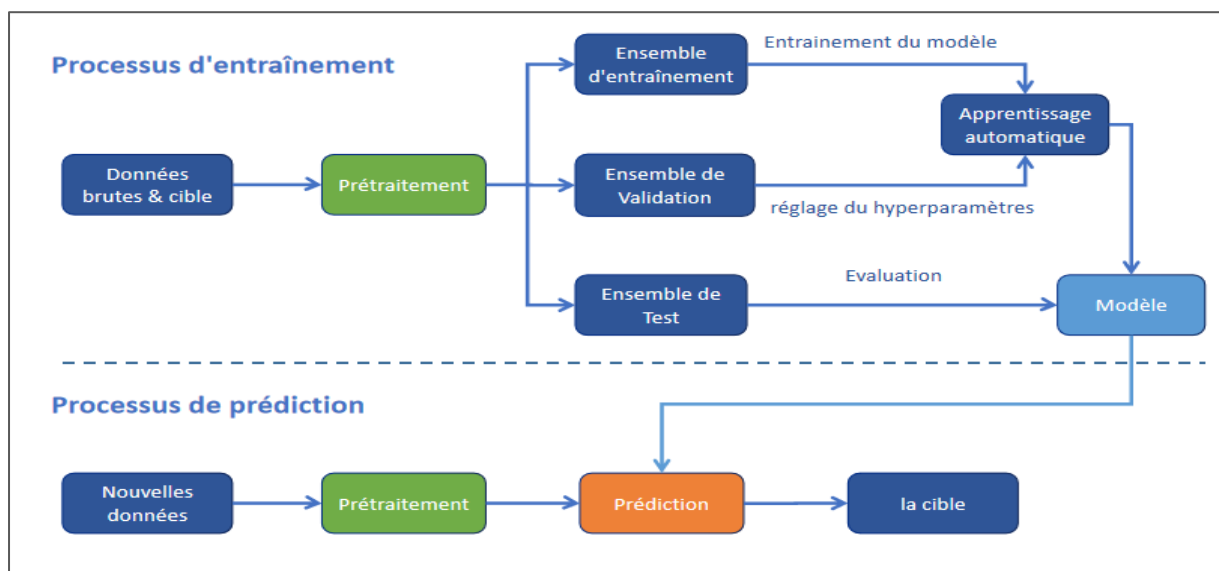 Processus d'entraînement
Ensemble
d'entraînement
Entrainement du modèle
Apprentissage
automatique
Données
brutes & cible
Prétraitement
Ensemble de
Validation
réglage du hyperparamètres
Ensemble de
Test
Evaluation
Modèle
Processus de prédiction
Nouvelles
données
Prétraitement
Prédiction
la cible